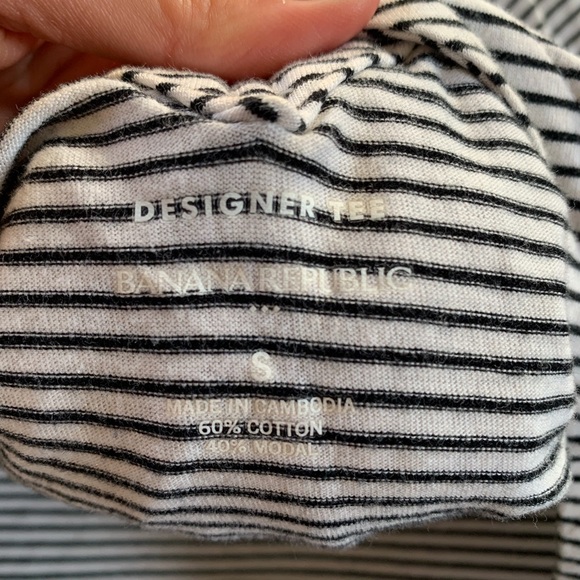 DESIGNER TEE
BANANA REPUBLIC
S
MADE IN CAMBODIA
60% COTTON
40% MODAL